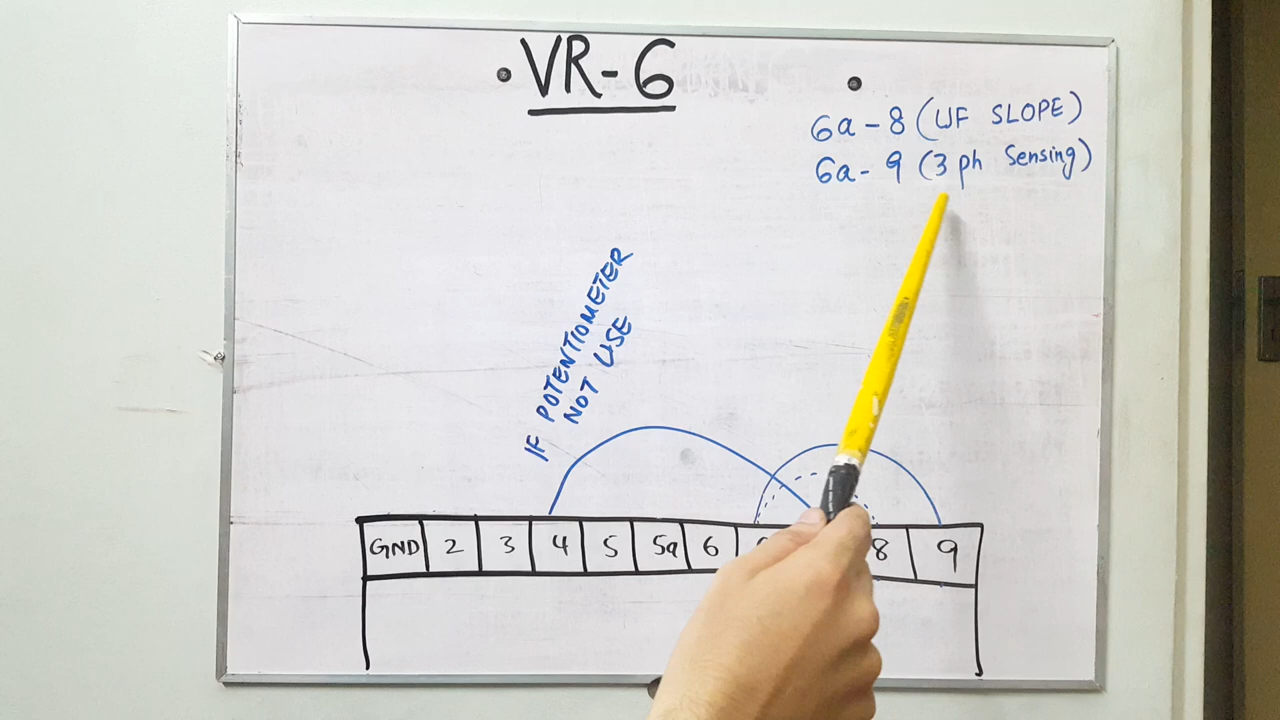 VR-6
6a - 8 (UF SLOPE)
6a - 9 (3 ph Sensing)
IF POTENTIOMETER
NOT USE
GND 2 3 4 5 5a 6 8 9